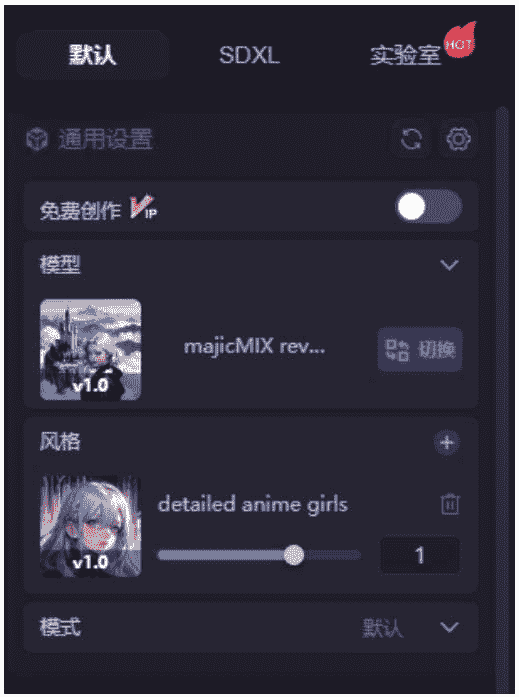 默认 SDXL 实验室 HOT
通用设置
免费创作 VIP
模型
v1.0 majicMIX rev... 切换
风格
detailed anime girls
v1.0 1
模式 默认